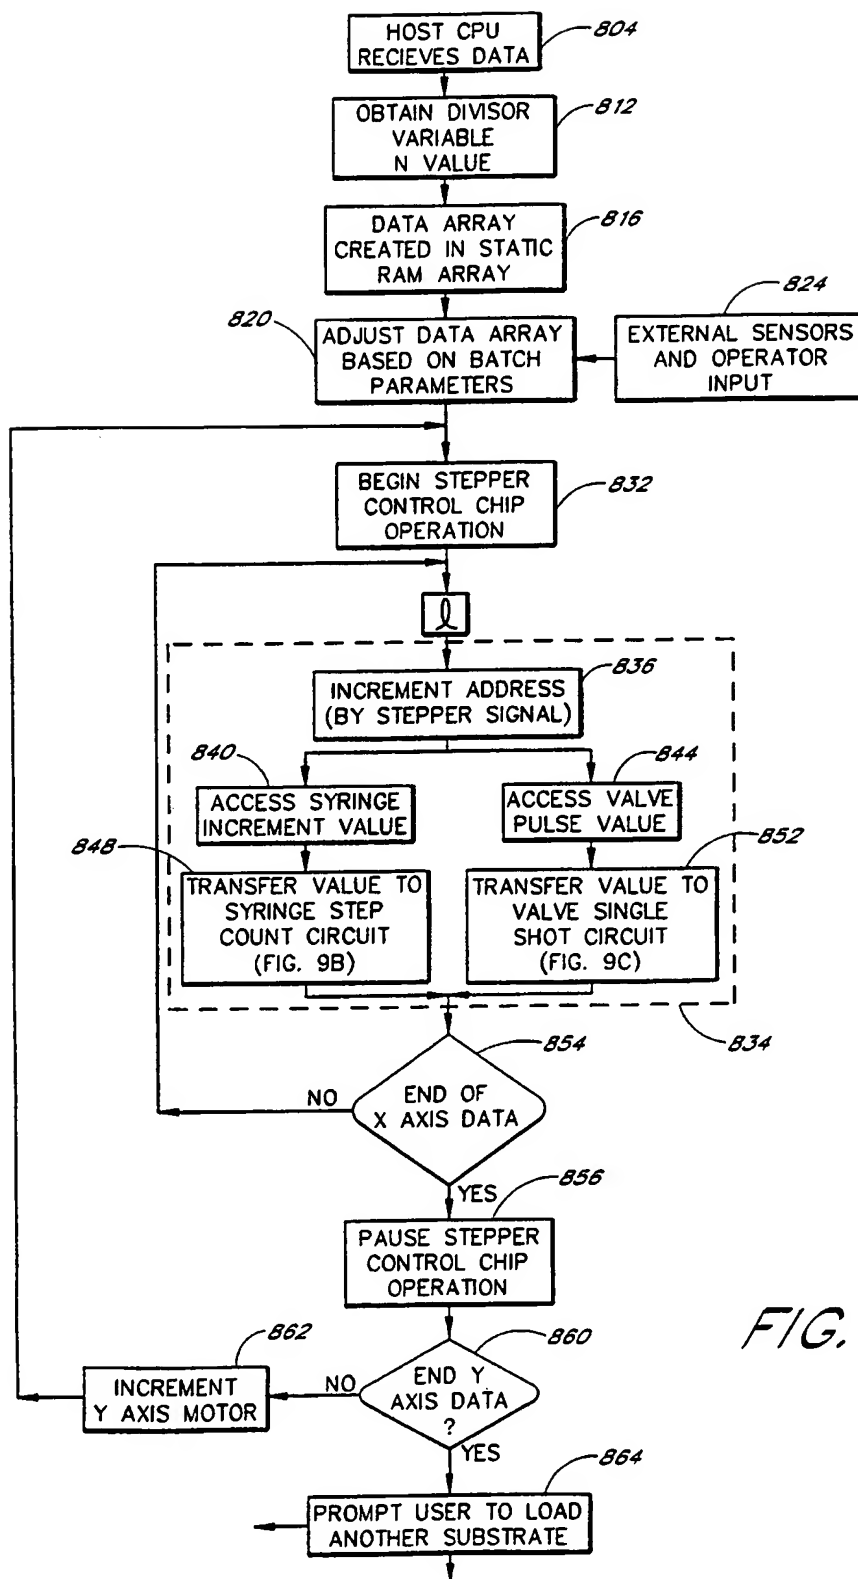 HOST CPU
RECIEVES DATA
804
OBTAIN DIVISOR
VARIABLE
N VALUE
812
DATA ARRAY
CREATED IN STATIC
RAM ARRAY
816
820
ADJUST DATA ARRAY
BASED ON BATCH
PARAMETERS
824
EXTERNAL SENSORS
AND OPERATOR
INPUT
BEGIN STEPPER
CONTROL CHIP
OPERATION
832
l
INCREMENT ADDRESS
(BY STEPPER SIGNAL)
836
840
ACCESS SYRINGE
INCREMENT VALUE
844
ACCESS VALVE
PULSE VALUE
848
TRANSFER VALUE TO
SYRINGE STEP
COUNT CIRCUIT
(FIG. 9B)
852
TRANSFER VALUE TO
VALVE SINGLE
SHOT CIRCUIT
(FIG. 9C)
834
854
END OF
X AXIS DATA
NO
YES
856
PAUSE STEPPER
CONTROL CHIP
OPERATION
860
END Y
AXIS DATA
?
NO
862
INCREMENT
Y AXIS MOTOR
YES
864
PROMPT USER TO LOAD
ANOTHER SUBSTRATE
FIG.